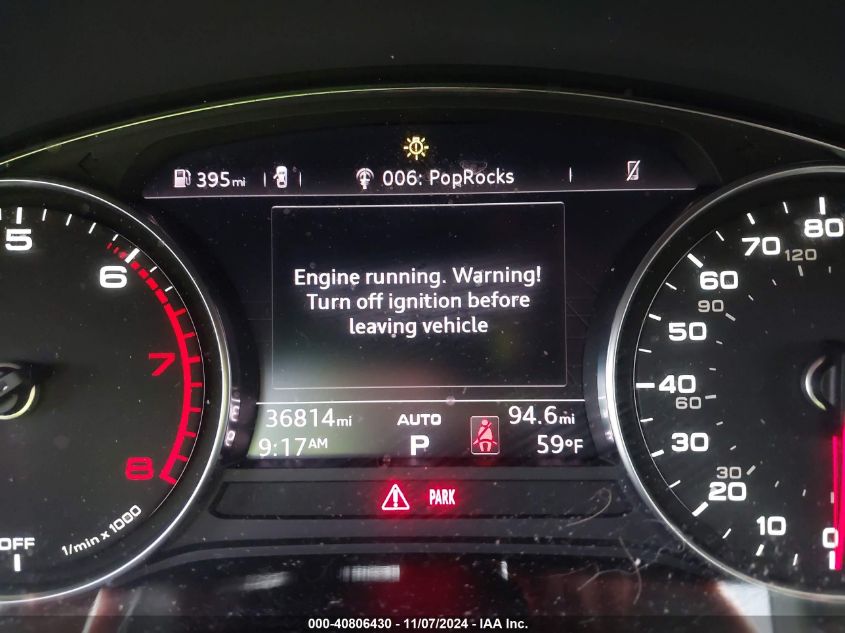 395mi 006: PopRocks
Engine running. Warning!
Turn off ignition before
leaving vehicle
36814mi AUTO 94.6mi
9:17AM P 59°F
PARK
5
6
7
8
1/min x 1000
OFF
80
120
70
60
90
50
40
60
30
30
20
10
0
000-40806430 - 11/07/2024 - IAA Inc.